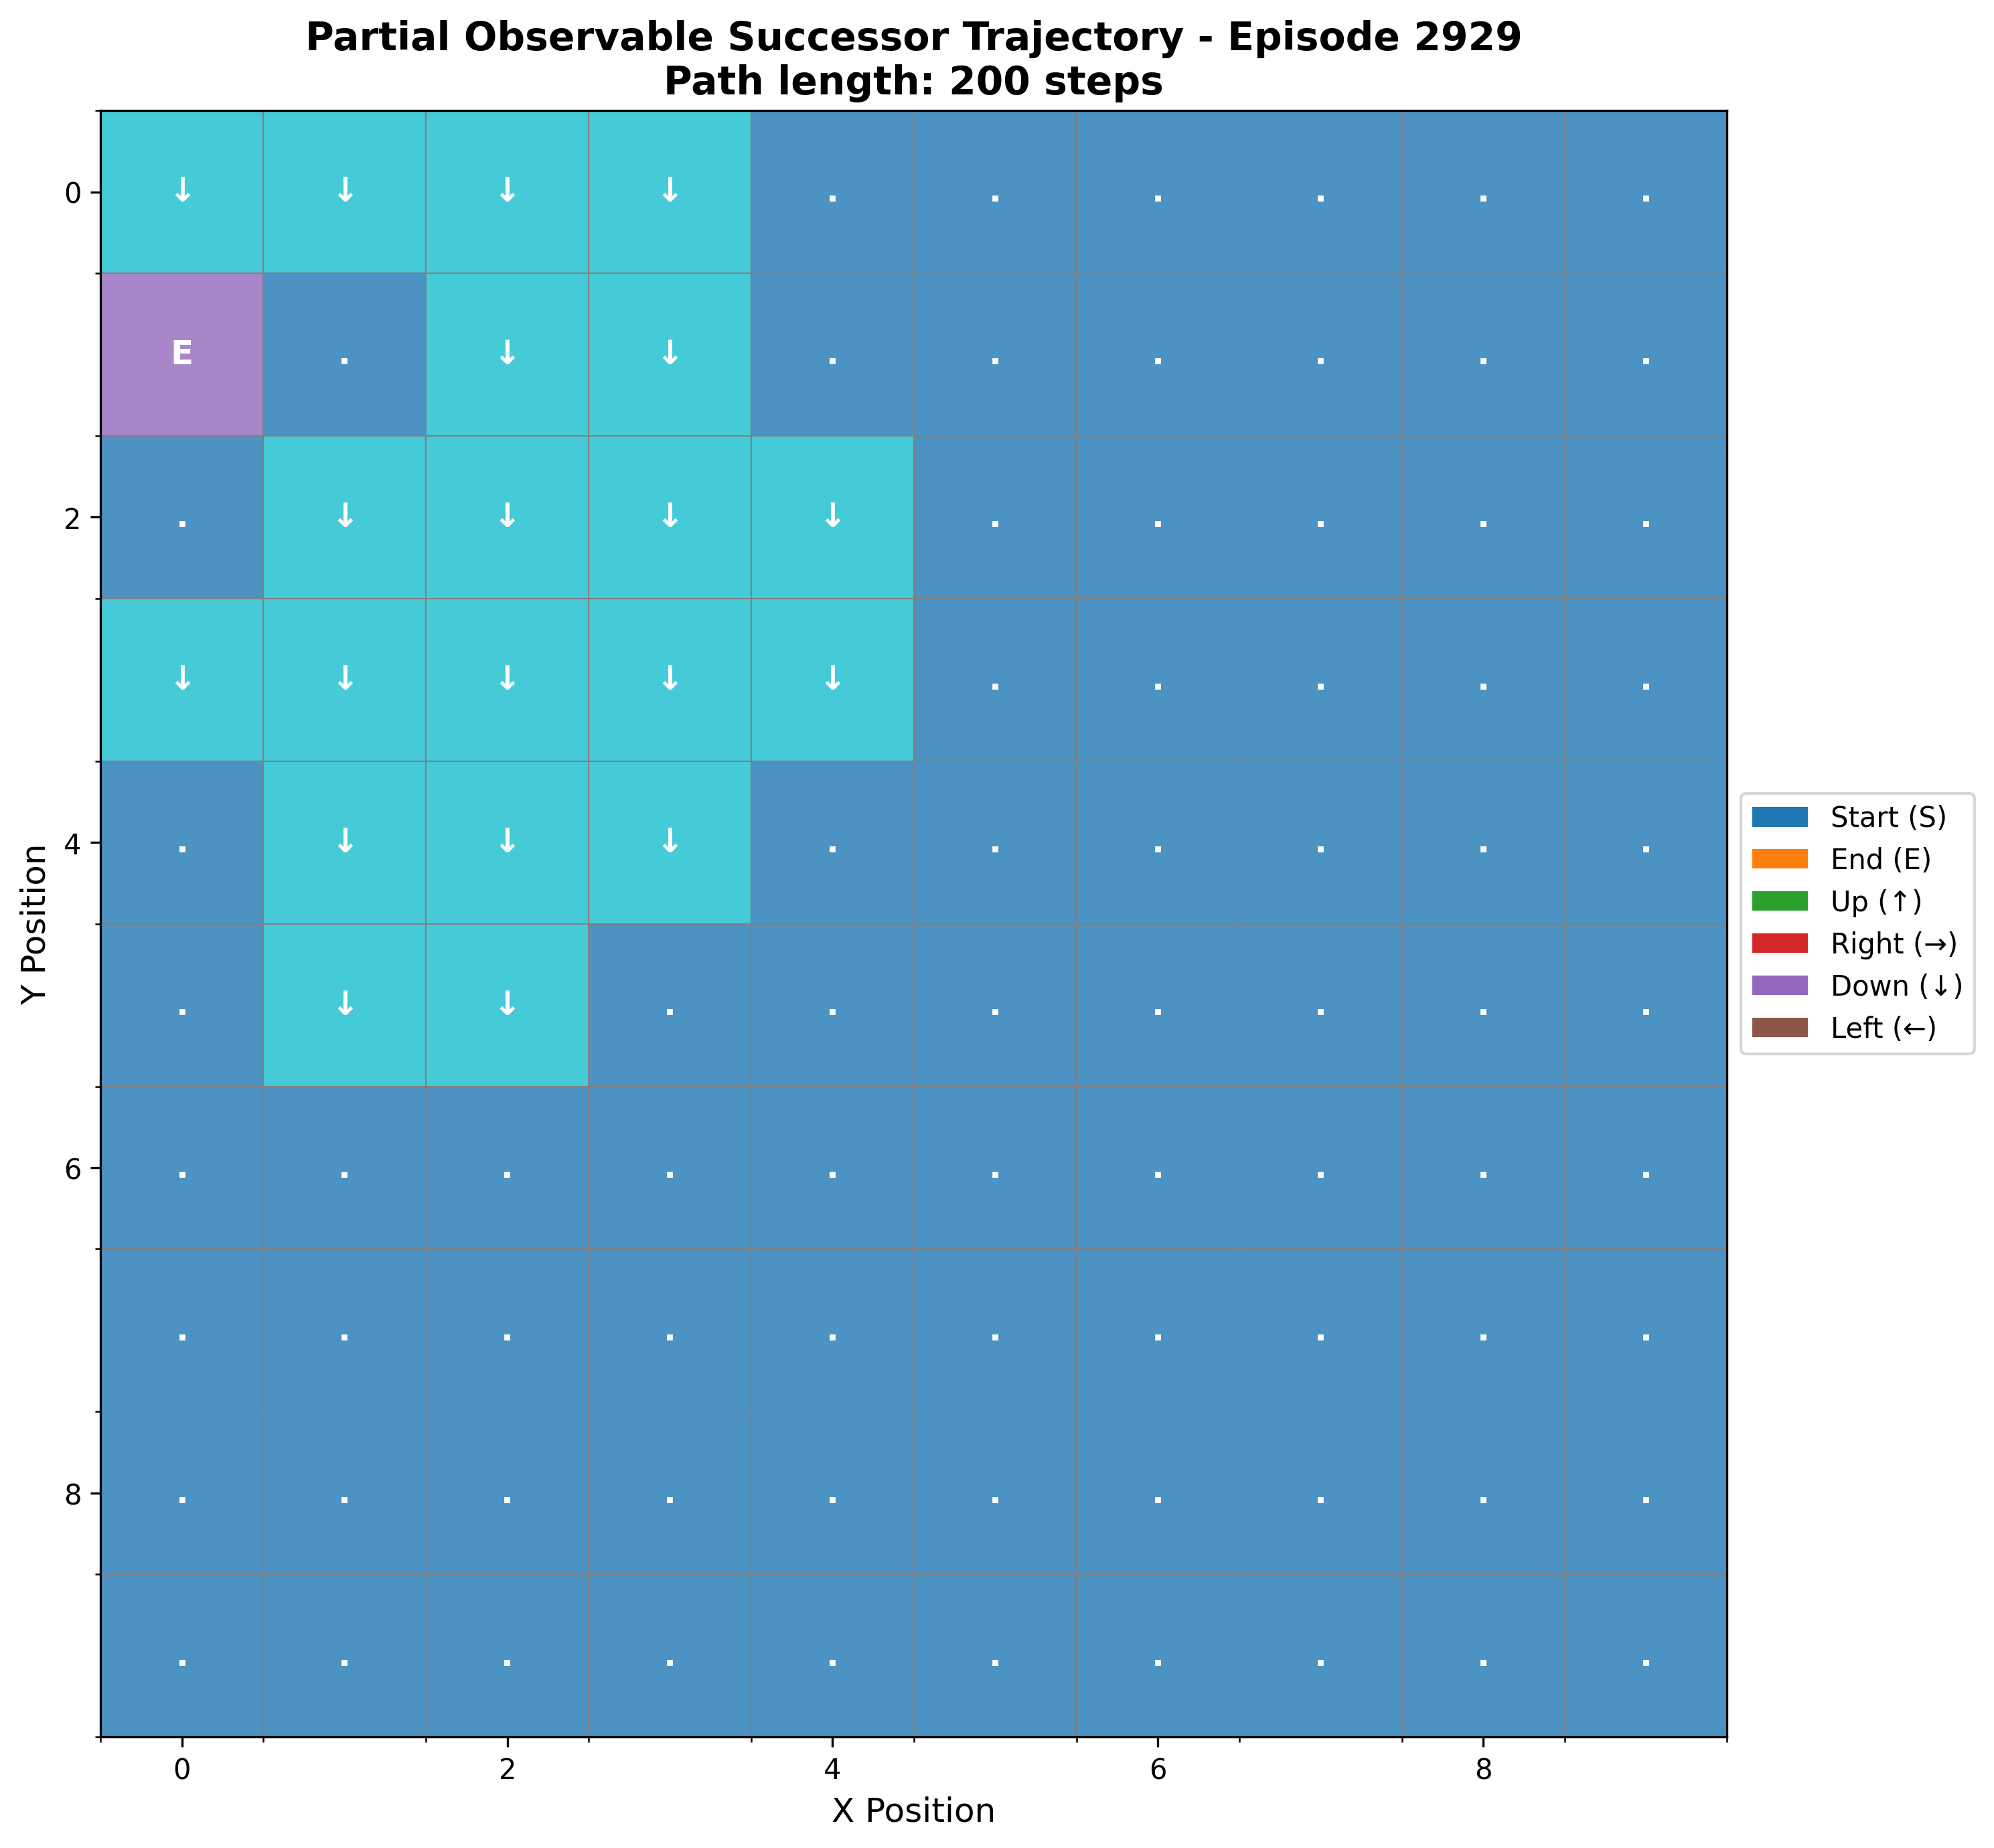 Partial Observable Successor Trajectory - Episode 2929
Path length: 200 steps
0 ↓ ↓ ↓ ↓ . . . . . .
E . ↓ ↓ . . . . . .
2 . ↓ ↓ ↓ ↓ . . . . .
↓ ↓ ↓ ↓ ↓ . . . . .
4 . ↓ ↓ ↓ . . . . . .
. ↓ ↓ . . . . . . .
6 . . . . . . . . . .
. . . . . . . . . .
8 . . . . . . . . . .
. . . . . . . . . .
0 2 4 6 8
X Position
Y Position
Start (S)
End (E)
Up (↑)
Right (→)
Down (↓)
Left (←)